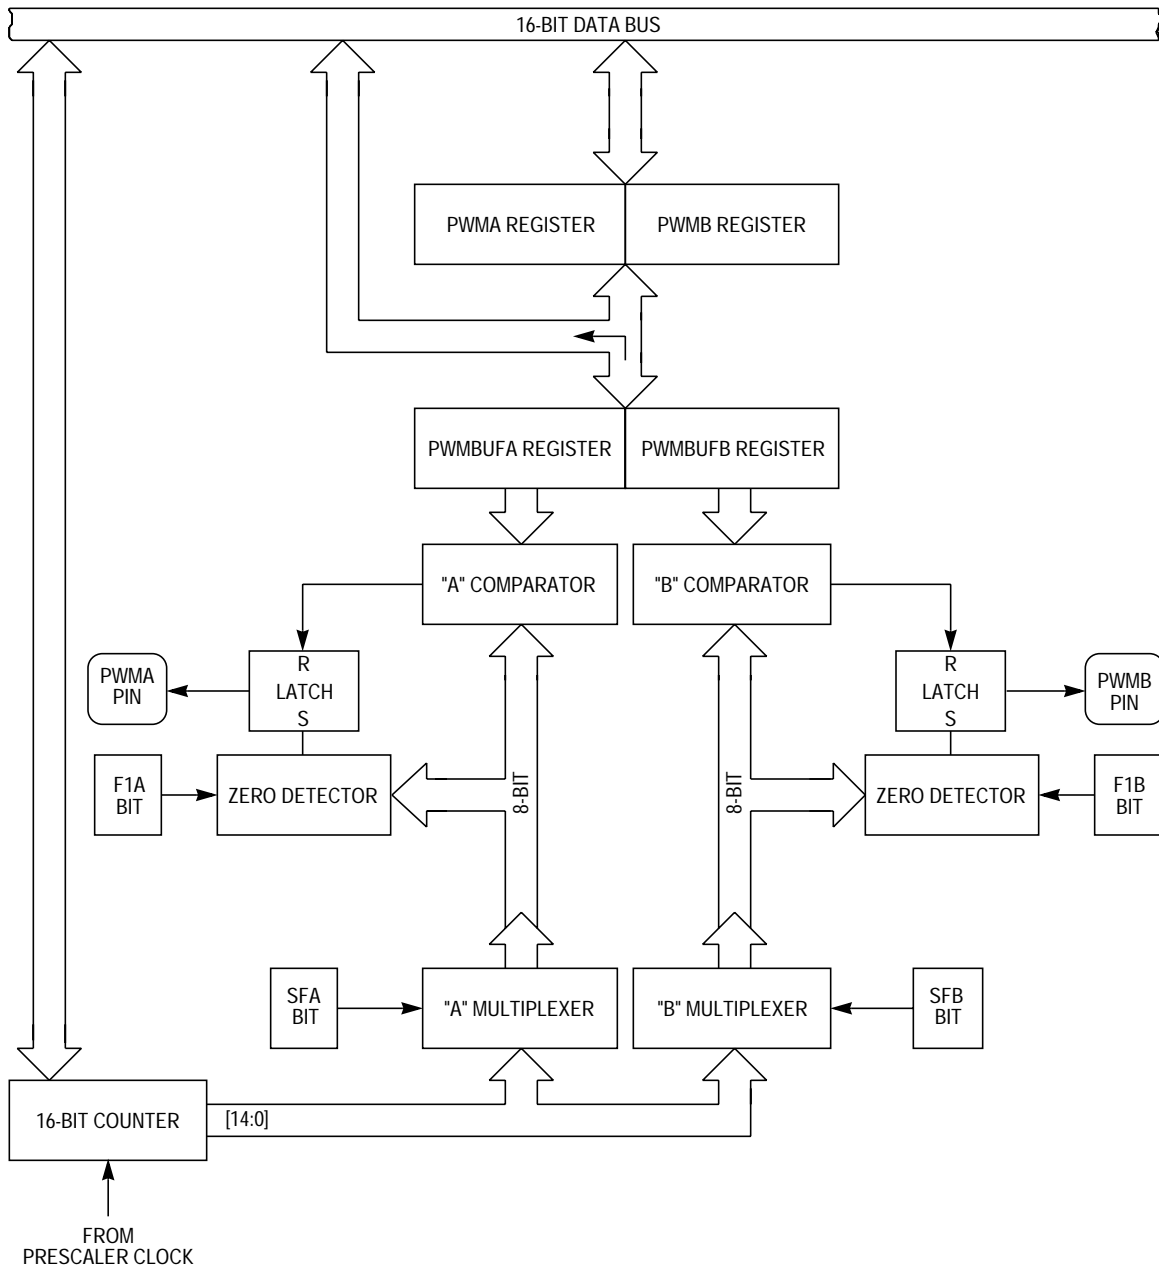 16-BIT DATA BUS
PWMA REGISTER
PWMB REGISTER
PWMBUFA REGISTER
PWMBUFB REGISTER
"A" COMPARATOR
"B" COMPARATOR
R
LATCH
S
PWMA
PIN
R
LATCH
S
PWMB
PIN
F1A
BIT
ZERO DETECTOR
8-BIT
8-BIT
ZERO DETECTOR
F1B
BIT
SFA
BIT
"A" MULTIPLEXER
"B" MULTIPLEXER
SFB
BIT
16-BIT COUNTER
[14:0]
FROM
PRESCALER CLOCK